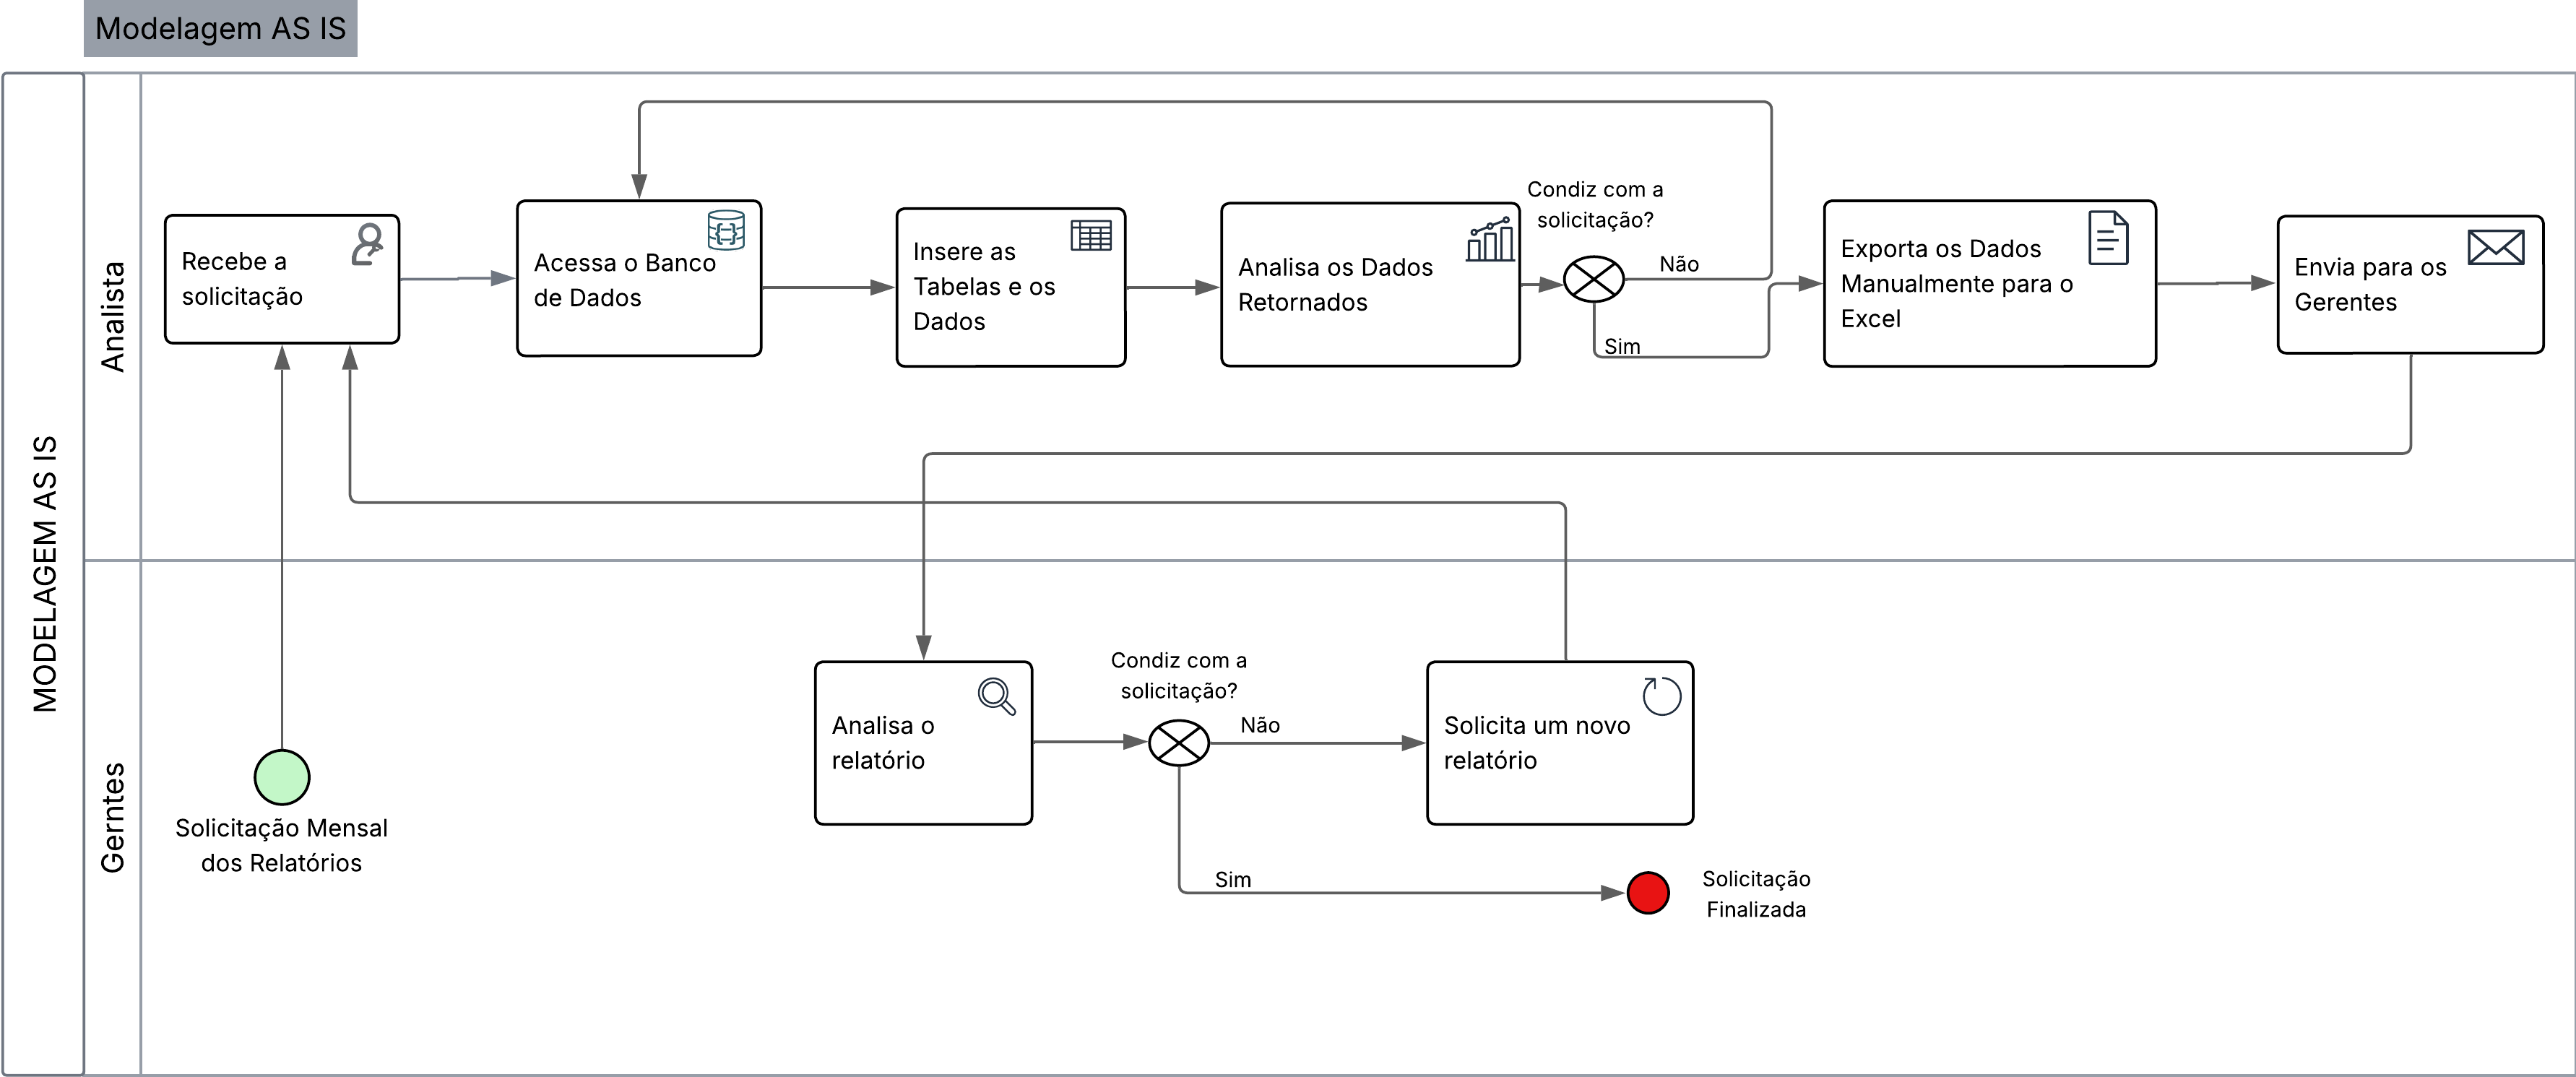 Modelagem AS IS
MODELAGEM AS IS
Analista
Recebe a
solicitação
Acessa o Banco
de Dados
Insere as
Tabelas e os
Dados
Analisa os Dados
Retornados
Condiz com a
solicitação?
Não
Sim
Exporta os Dados
Manualmente para o
Excel
Envia para os
Gerentes
Gerntes
Solicitação Mensal
dos Relatórios
Analisa o
relatório
Condiz com a
solicitação?
Não
Sim
Solicita um novo
relatório
Solicitação
Finalizada